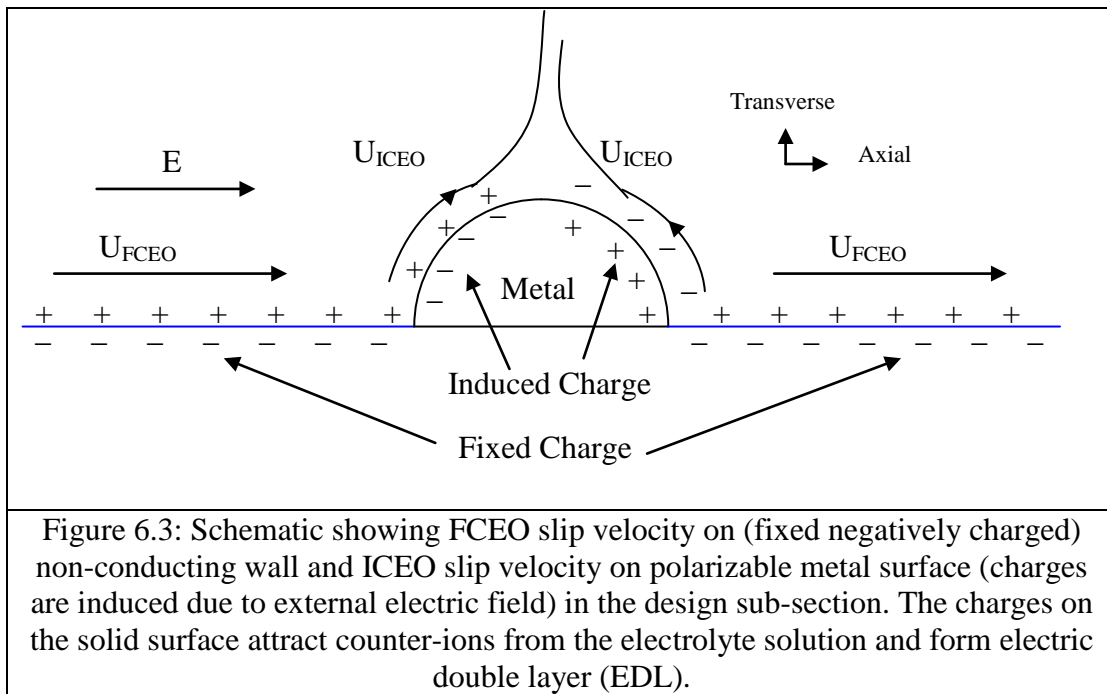 Transverse
Axial
E
U_ICEO
U_ICEO
U_FCEO
U_FCEO
Metal
+ + + + + + + + + + + + + +
− − − − − − − − − − − − − −
Induced Charge
Fixed Charge
Figure 6.3: Schematic showing FCEO slip velocity on (fixed negatively charged)
non-conducting wall and ICEO slip velocity on polarizable metal surface (charges
are induced due to external electric field) in the design sub-section. The charges on
the solid surface attract counter-ions from the electrolyte solution and form electric
double layer (EDL).